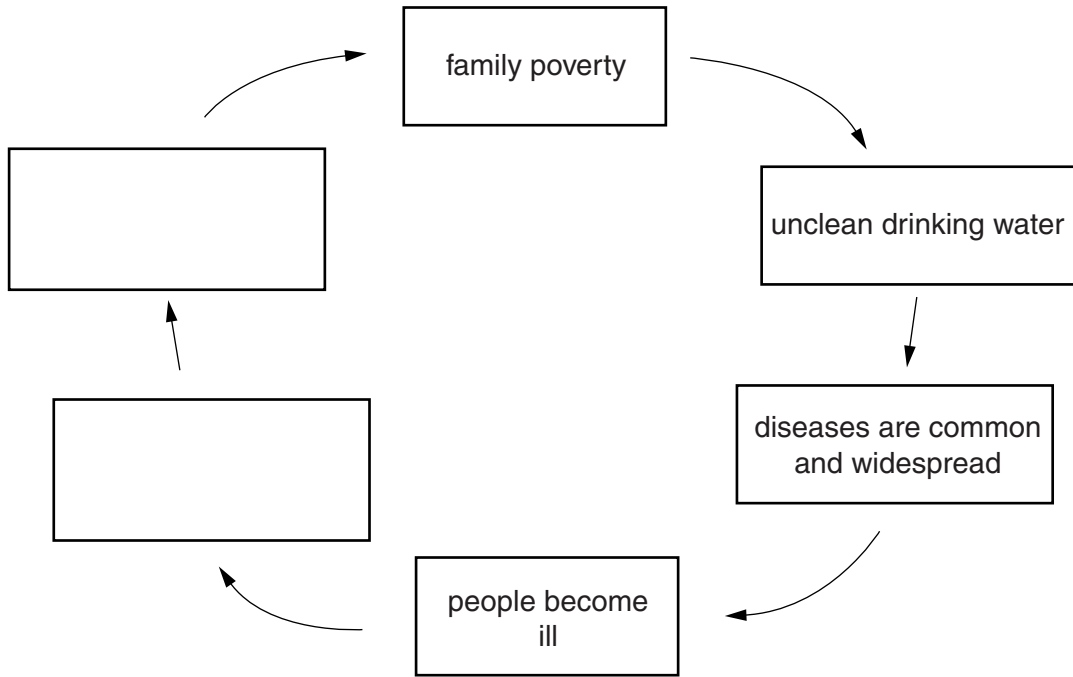 family poverty
unclean drinking water
diseases are common
and widespread
people become
ill